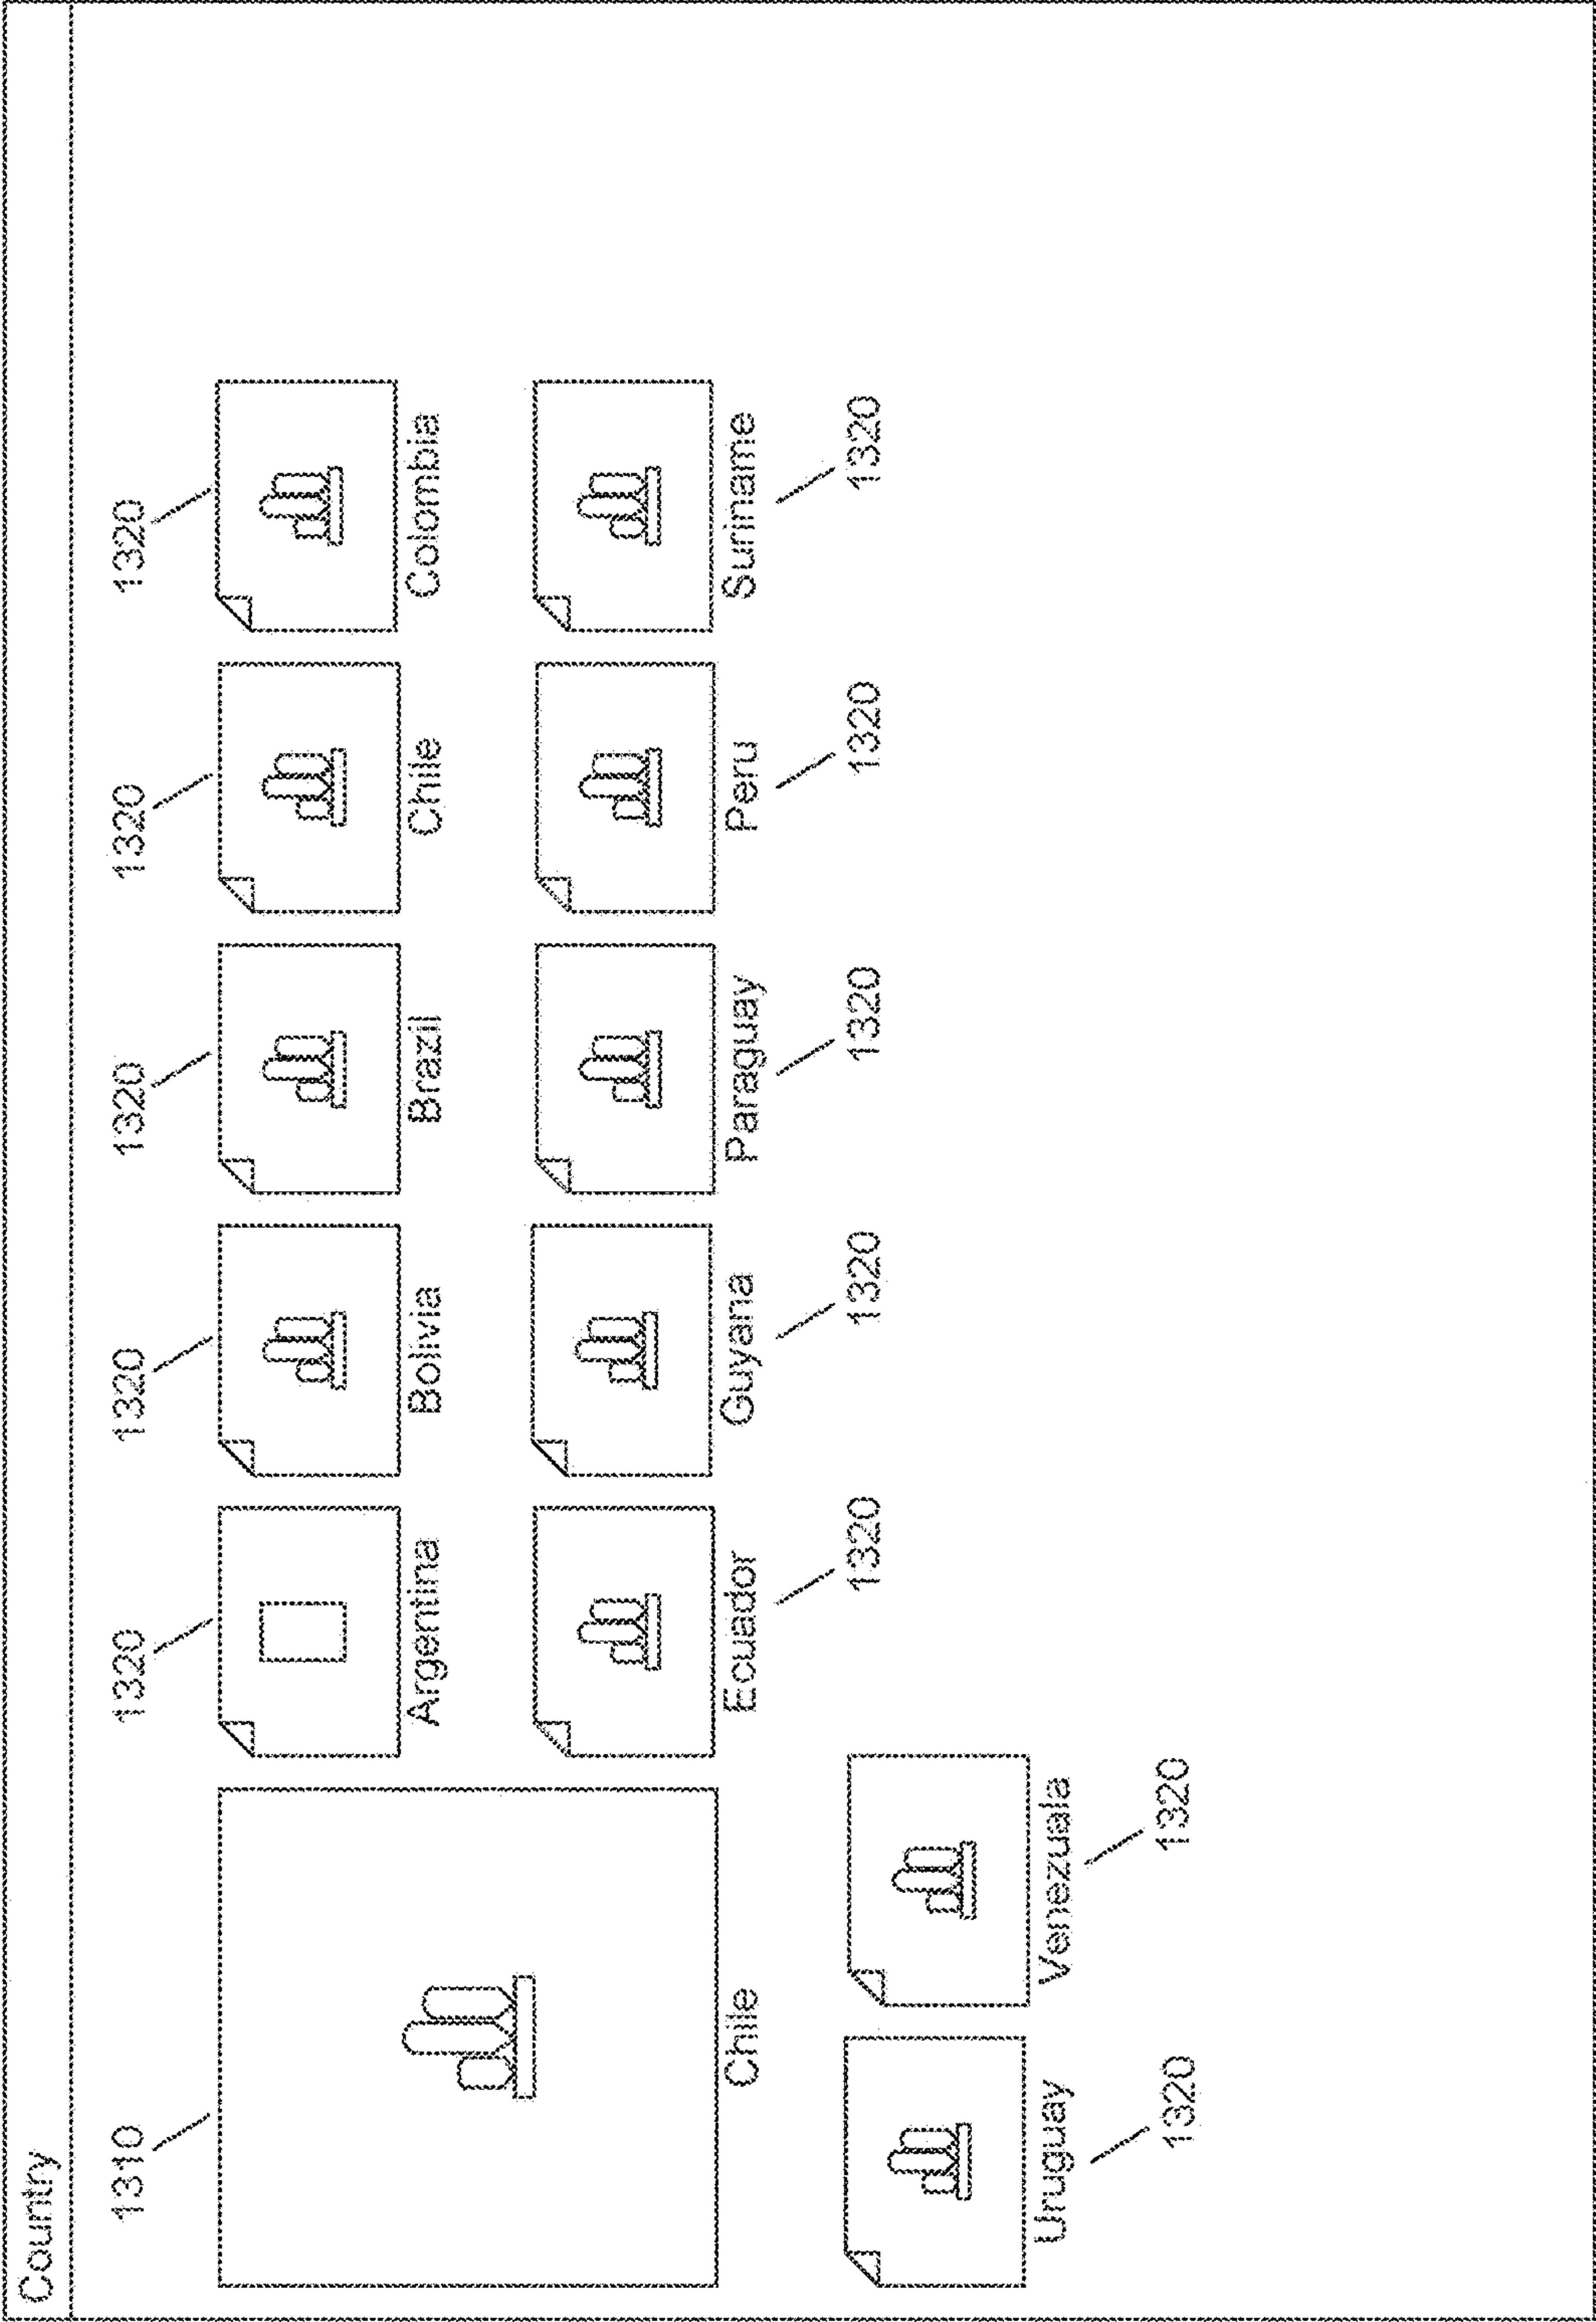 Country
1310 1320 1320 1320 1320 1320
Argentina Bolivia Brazil Chile Colombia
Chile Ecuador Guyana Paraguay Peru Suriname
1320 1320 1320 1320 1320
Uruguay Venezuala
1320 1320